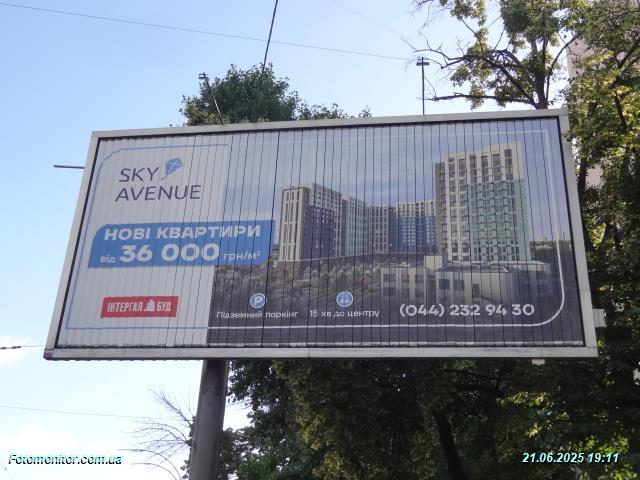 SKY
AVENUE
НОВІ КВАРТИРИ
від 36 000 грн/м²
ІНТЕРГАЛ БУД
Підземний паркінг
15 хв до центру
(044) 232 94 30
Fotomonitor.com.ua
21.06.2025 19:11